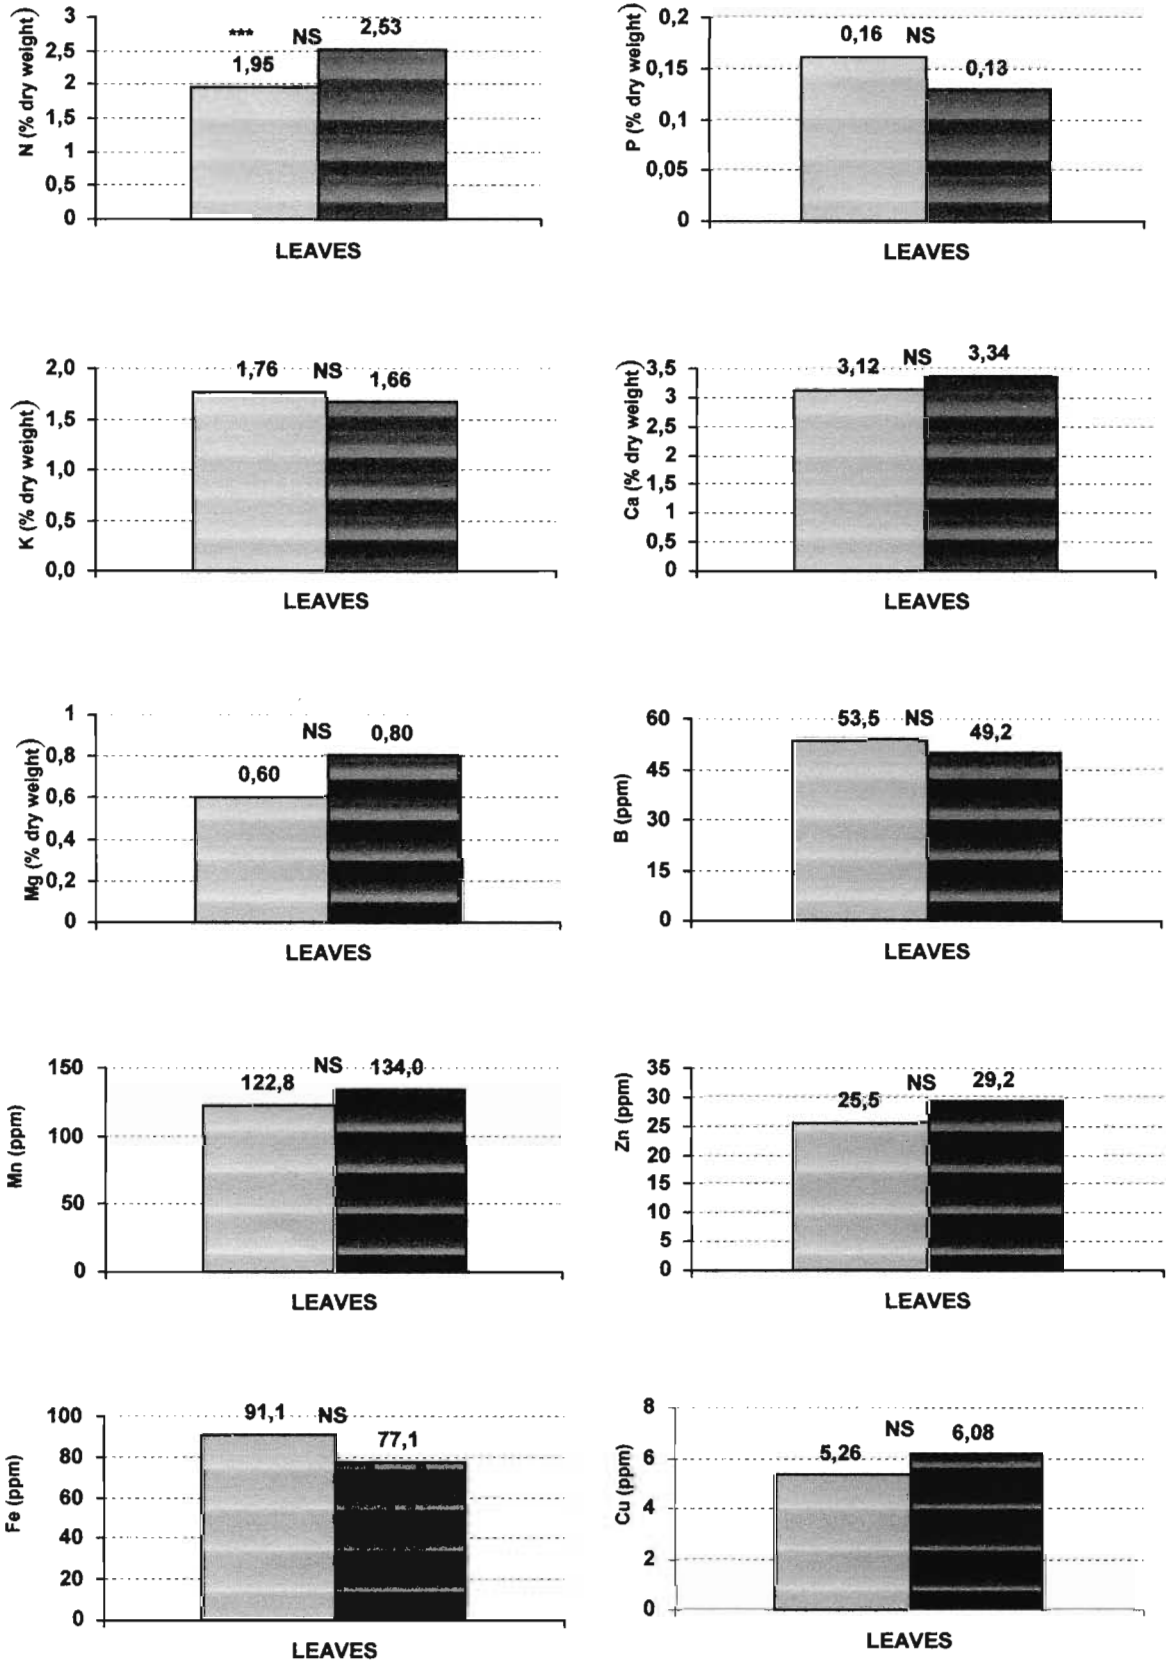 N (% dry weight)
3
2,5
2
1,5
1
0,5
0
***
NS
2,53
1,95
LEAVES
P (% dry weight)
0,2
0,15
0,1
0,05
0
0,16
NS
0,13
LEAVES
K (% dry weight)
2,0
1,5
1,0
0,5
0,0
1,76
NS
1,66
LEAVES
Ca (% dry weight)
3,5
3
2,5
2
1,5
1
0,5
0
3,12
NS
3,34
LEAVES
Mg (% dry weight)
1
0,8
0,6
0,4
0,2
0
0,60
NS
0,80
LEAVES
B (ppm)
60
45
30
15
0
53,5
NS
49,2
LEAVES
Mn (ppm)
150
100
50
0
122,8
NS
134,0
LEAVES
Zn (ppm)
35
30
25
20
15
10
5
0
25,5
NS
29,2
LEAVES
Fe (ppm)
100
80
60
40
20
0
91,1
NS
77,1
LEAVES
Cu (ppm)
8
6
4
2
0
5,26
NS
6,08
LEAVES